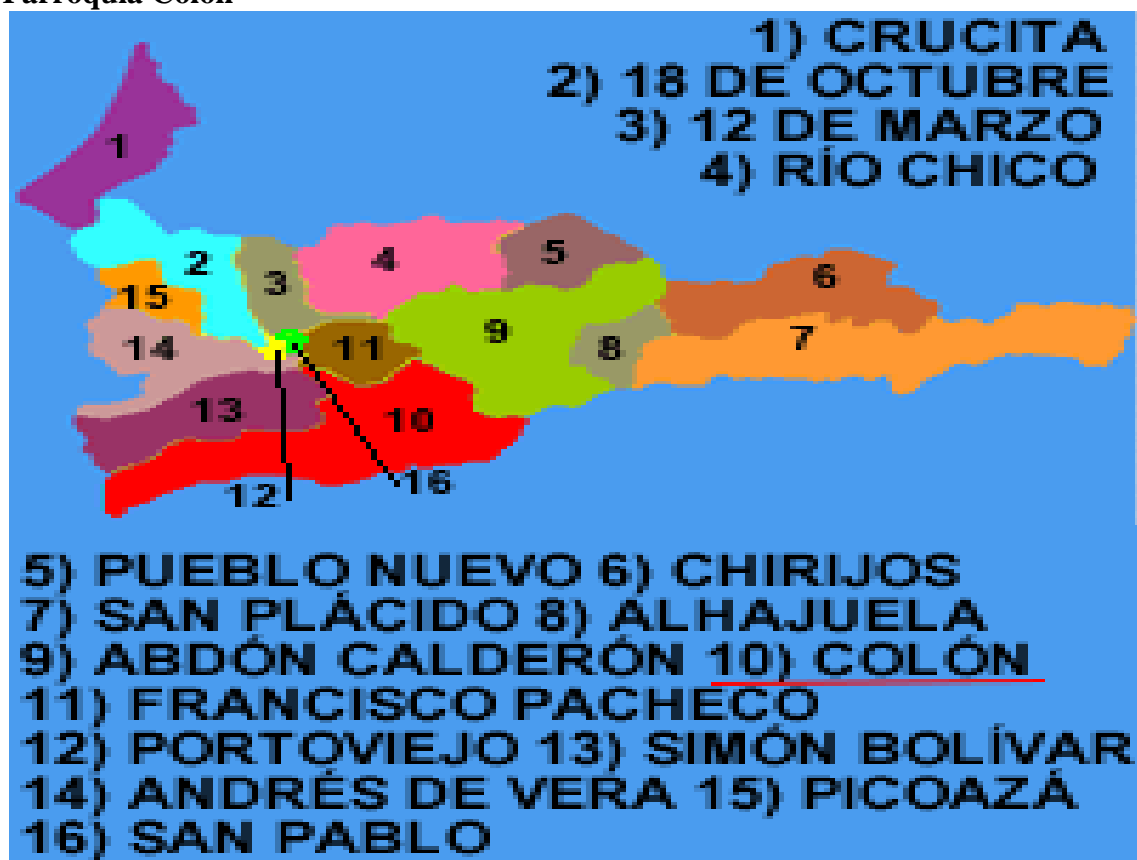 Parroquia Colón
1) CRUCITA
2) 18 DE OCTUBRE
3) 12 DE MARZO
4) RÍO CHICO
1
2
3
4
5
6
15
14
11
9
8
7
13
10
12
16
5) PUEBLO NUEVO 6) CHIRIJOS
7) SAN PLÁCIDO 8) ALHAJUELA
9) ABDÓN CALDERÓN 10) COLÓN
11) FRANCISCO PACHECO
12) PORTOVIEJO 13) SIMÓN BOLÍVAR
14) ANDRÉS DE VERA 15) PICOAZÁ
16) SAN PABLO